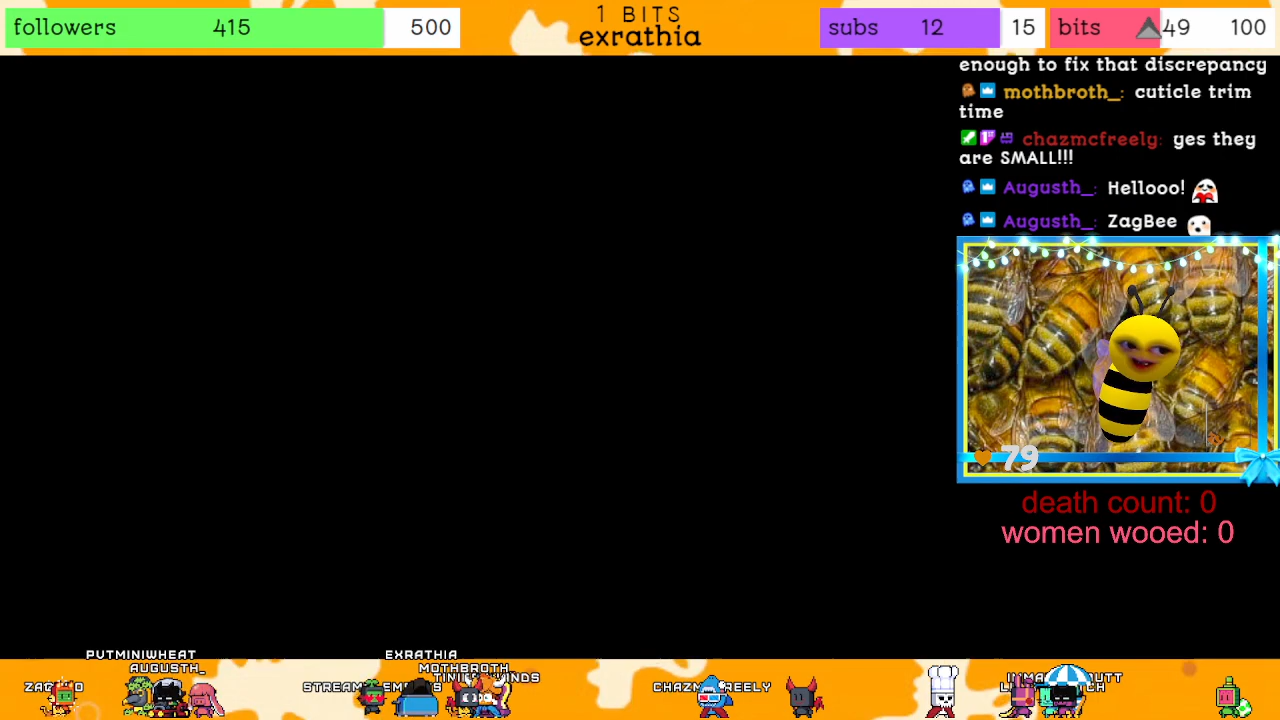 followers 415 500
1 BITS
exrathia
subs 12 15
bits 49 100
enough to fix that discrepancy
mothbroth_: cuticle trim
time
chazmcfreely: yes they
are SMALL!!!
Augusth_: Hellooo!
Augusth_: ZagBee
79
death count: 0
women wooed: 0
PUTMINIWHEAT
EXRATHIA
AUGUSTH_
MOTHBROTH_